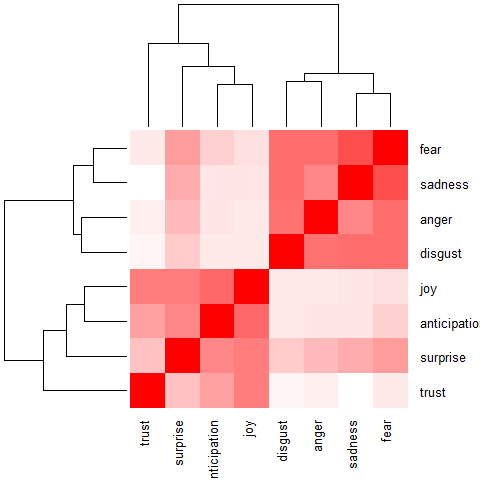 fear
sadness
anger
disgust
joy
anticipatio
surprise
trust
trust
surprise
nticipation
joy
disgust
anger
sadness
fear